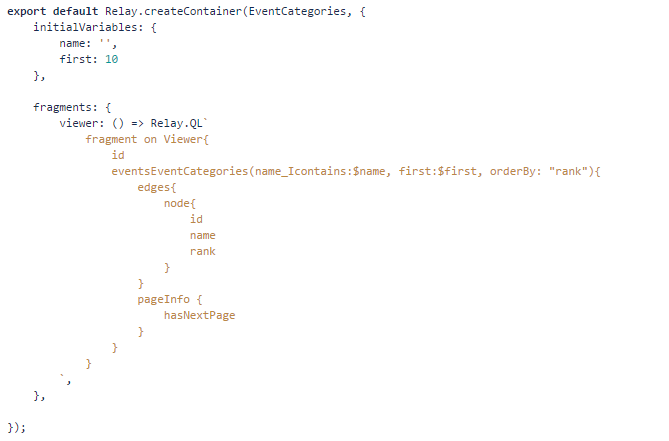 export default Relay.createContainer(EventCategories, {
    initialVariables: {
        name: '',
        first: 10
    },

    fragments: {
        viewer: () => Relay.QL`
            fragment on Viewer{
                id
                eventsEventCategories(name_Icontains:$name, first:$first, orderBy: "rank"){
                    edges{
                        node{
                            id
                            name
                            rank
                        }
                    }
                    pageInfo {
                        hasNextPage
                    }
                }
            }
        `,
    },

});